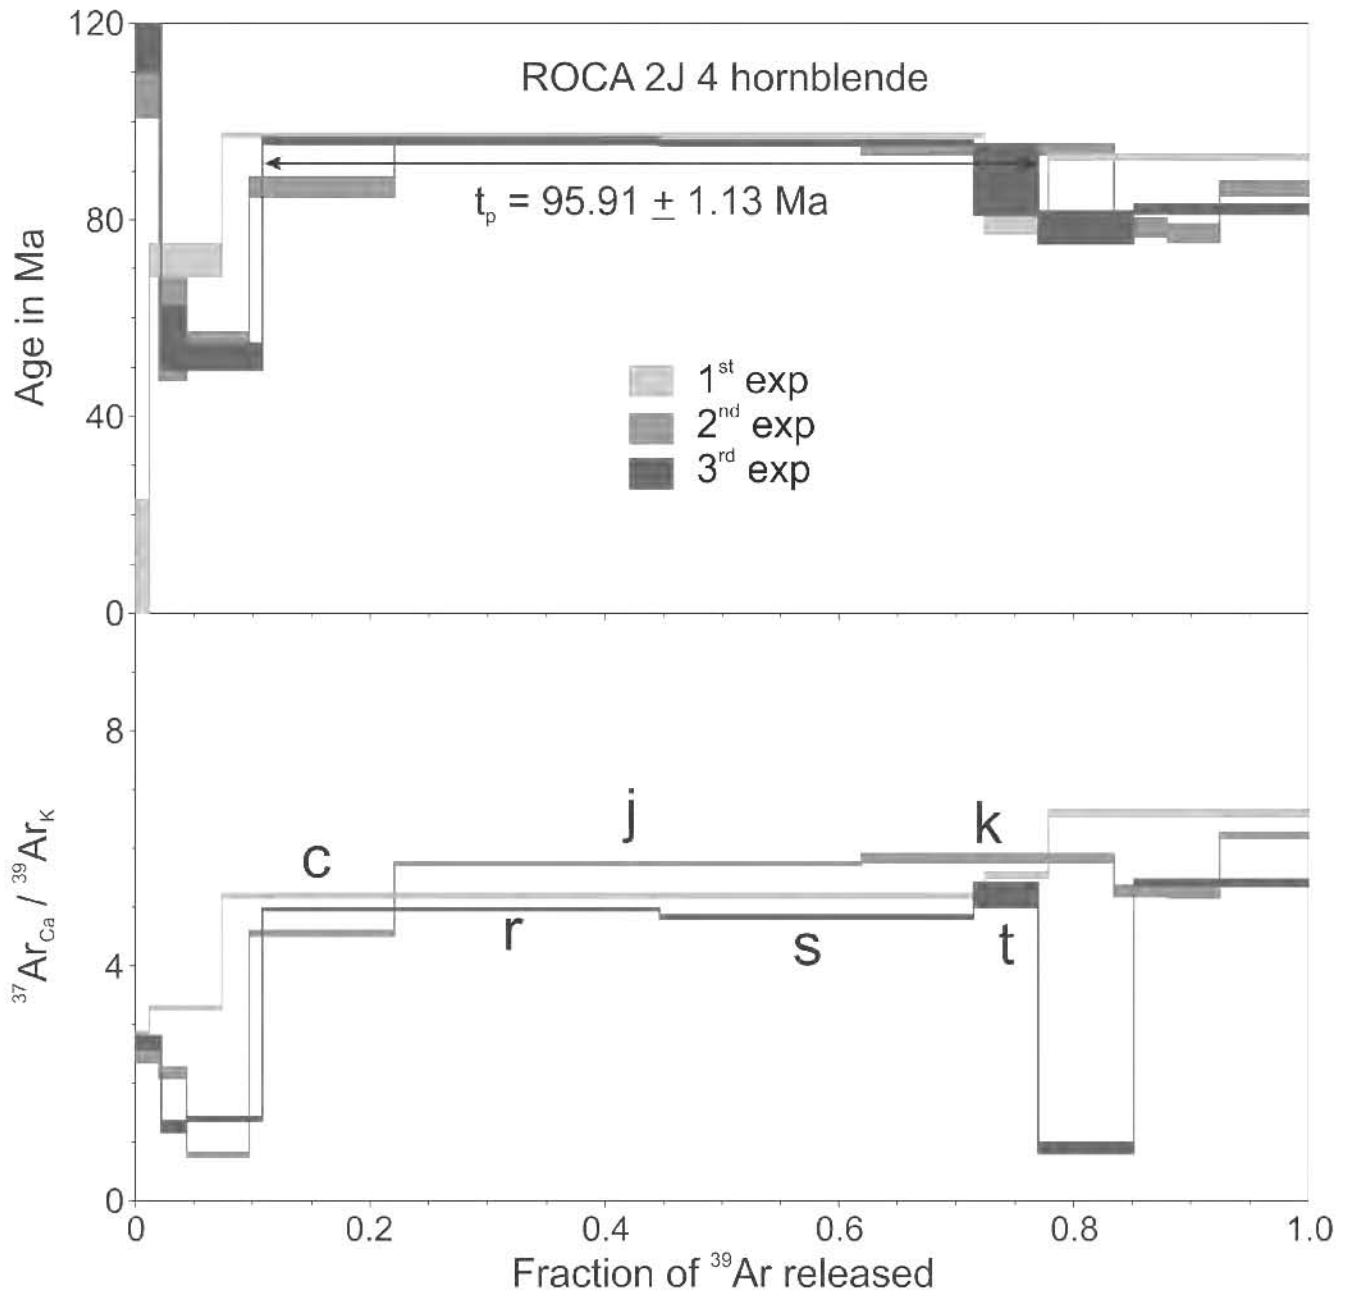 120
ROCA 2J 4 hornblende
80
tp = 95.91 ± 1.13 Ma
Age in Ma
1st exp
2nd exp
3rd exp
40
0
8
j
k
c
37ArCa / 39ArK
r
s
t
4
0
0
0.2
0.4
0.6
0.8
1.0
Fraction of 39Ar released